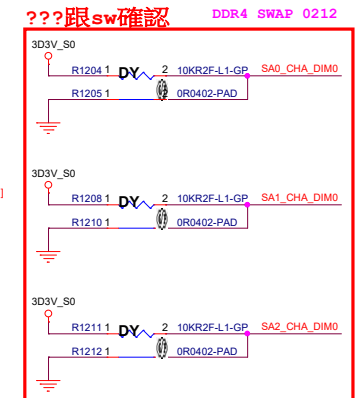 ???跟sw確認 DDR4 SWAP 0212
3D3V_S0
R1204 1 DY 2 10KR2F-L1-GP SA0_CHA_DIM0
R1205 1 0R0402-PAD
3D3V_S0
]
R1208 1 DY 2 10KR2F-L1-GP SA1_CHA_DIM0
R1210 1 0R0402-PAD
3D3V_S0
R1211 1 DY 2 10KR2F-L1-GP SA2_CHA_DIM0
R1212 1 0R0402-PAD